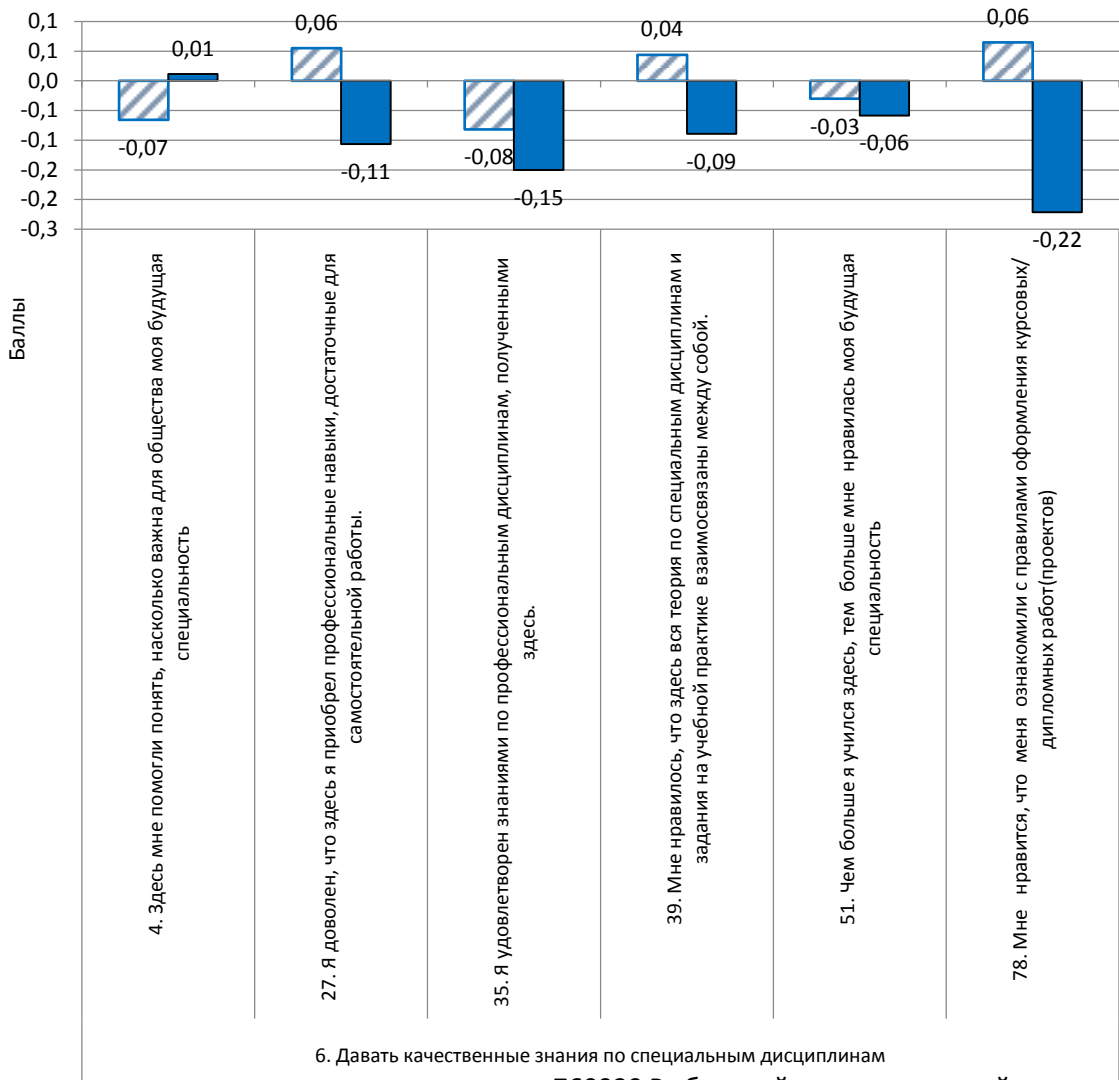 0,1
0,1
0,0
-0,1
-0,1
-0,2
-0,2
-0,3
-0,07
0,01
0,06
-0,11
-0,08
-0,15
0,04
-0,09
-0,03
-0,06
0,06
-0,22
Баллы
4. Здесь мне помогли понять, насколько важна для общества моя будущая
специальность
27. Я доволен, что здесь я приобрел профессиональные навыки, достаточные для
самостоятельной работы.
35. Я удовлетворен знаниями по профессиональным дисциплинам, полученными
здесь.
39. Мне нравилось, что здесь вся теория по специальным дисциплинам и
задания на учебной практике взаимосвязаны между собой.
51. Чем больше я учился здесь, тем больше мне нравилась моя будущая
специальность
78. Мне нравится, что меня ознакомили с правилами оформления курсовых/
дипломных работ(проектов)
6. Давать качественные знания по специальным дисциплинам